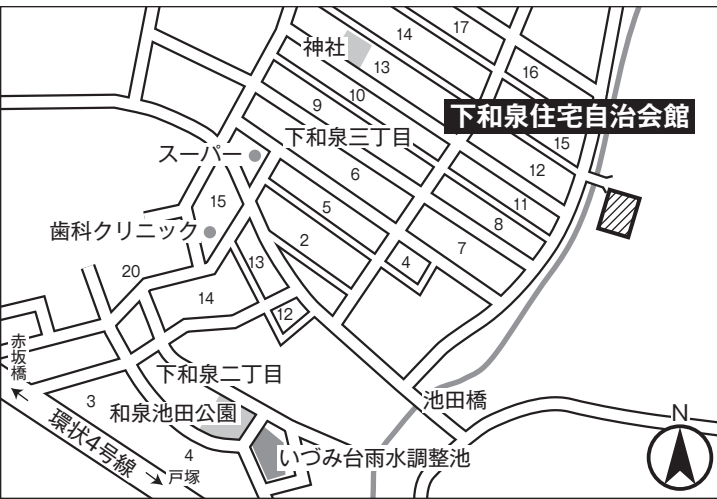 神社
14
17
13
16
10
9
下和泉住宅自治会館
下和泉三丁目
15
スーパー
12
6
11
15
5
8
歯科クリニック
2
7
4
13
20
14
12
赤坂橋
下和泉二丁目
3
和泉池田公園
池田橋
環状4号線
4
戸塚
いづみ台雨水調整池
N